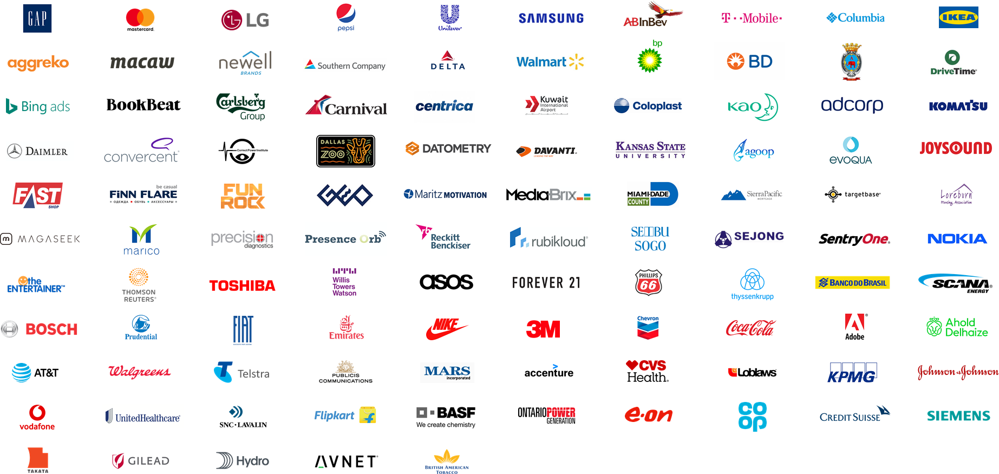 GAP
mastercard.
LG
pepsi
Unilever
SAMSUNG
ABInBev
T··Mobile·
Columbia
IKEA
aggreko
macaw
newell
BRANDS
Southern Company
DELTA
Walmart
bp
BD
DriveTime®
Bing ads
BookBeat
Carlsberg
Group
Carnival
centrica
Kuwait
International
Airport
Coloplast
Kao
adcorp
KOMATSU
DAIMLER
convercent®
Correct Power Institute
DALLAS
ZOO
DATOMETRY
DAVANTI®
LEADING THE WAY
KANSAS STATE
UNIVERSITY
agoop
evoQUA
JOYSOUND
FAST
SHOP
be casual
FiNN FLARE
ОДЕЖДА • ОБУВЬ • АКСЕССУАРЫ
FUN
ROCK
GEO
Maritz MOTIVATION
MediaBrix
MIAMI-DADE
COUNTY
SierraPacific
MORTGAGE
targetbase®
Loreburn
Housing Association
m MAGASEEK
marico
precision
diagnostics
Presence Orb
rb
Reckitt
Benckiser
rubikloud®
SEIBU
SOGO
SEJONG
SentryOne®
NOKIA
the
ENTERTAINER™
THOMSON
REUTERS®
TOSHIBA
WTW
Willis
Towers
Watson
asos
FOREVER 21
PHILLIPS
66
thyssenkrupp
BANCO DO BRASIL
SCANA®
ENERGY
BOSCH
Prudential
FIAT
Emirates
NIKE
3M
Chevron
Coca-Cola
A®
Adobe
Ahold
Delhaize
AT&T
Walgreens
T Telstra
PUBLICIS
COMMUNICATIONS
MARS
incorporated
accenture
CVS
Health®
Loblaws
KPMG
Johnson & Johnson
vodafone
UnitedHealthcare®
SNC·LAVALIN
Flipkart f
BASF
We create chemistry
ONTARIOPOWER
GENERATION
e·on
CO
OP
CREDIT SUISSE
SIEMENS
TAKATA
GILEAD
Hydro
AVNET®
BRITISH AMERICAN
TOBACCO